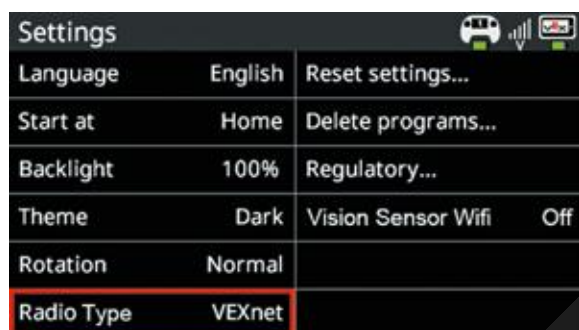 Settings
Language English Reset settings...
Start at Home Delete programs...
Backlight 100% Regulatory...
Theme Dark Vision Sensor Wifi Off
Rotation Normal
Radio Type VEXnet